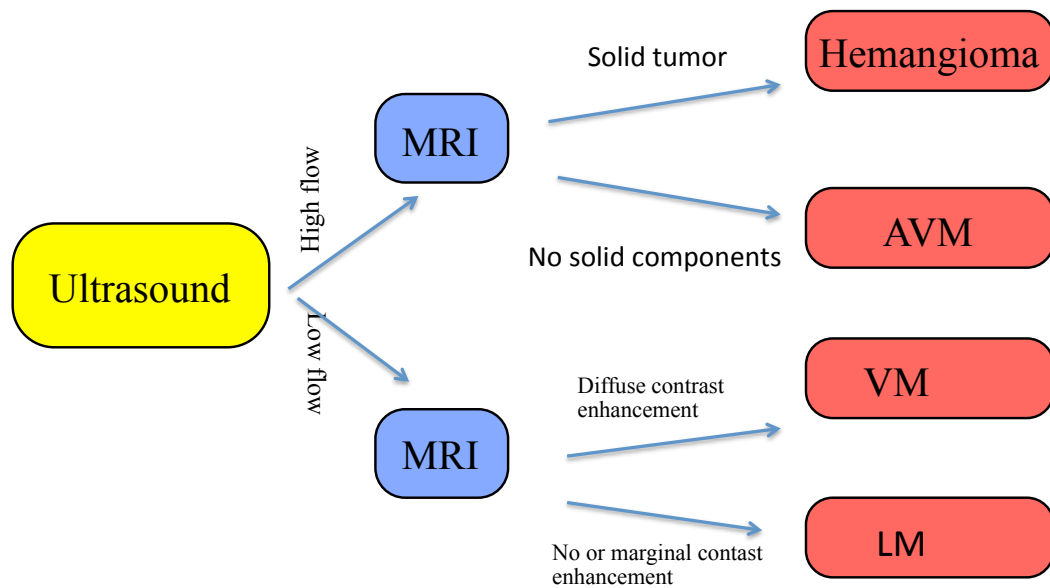 Ultrasound
High flow
Low flow
MRI
Solid tumor
Hemangioma
No solid components
AVM
MRI
Diffuse contrast
enhancement
VM
No or marginal contast
enhancement
LM